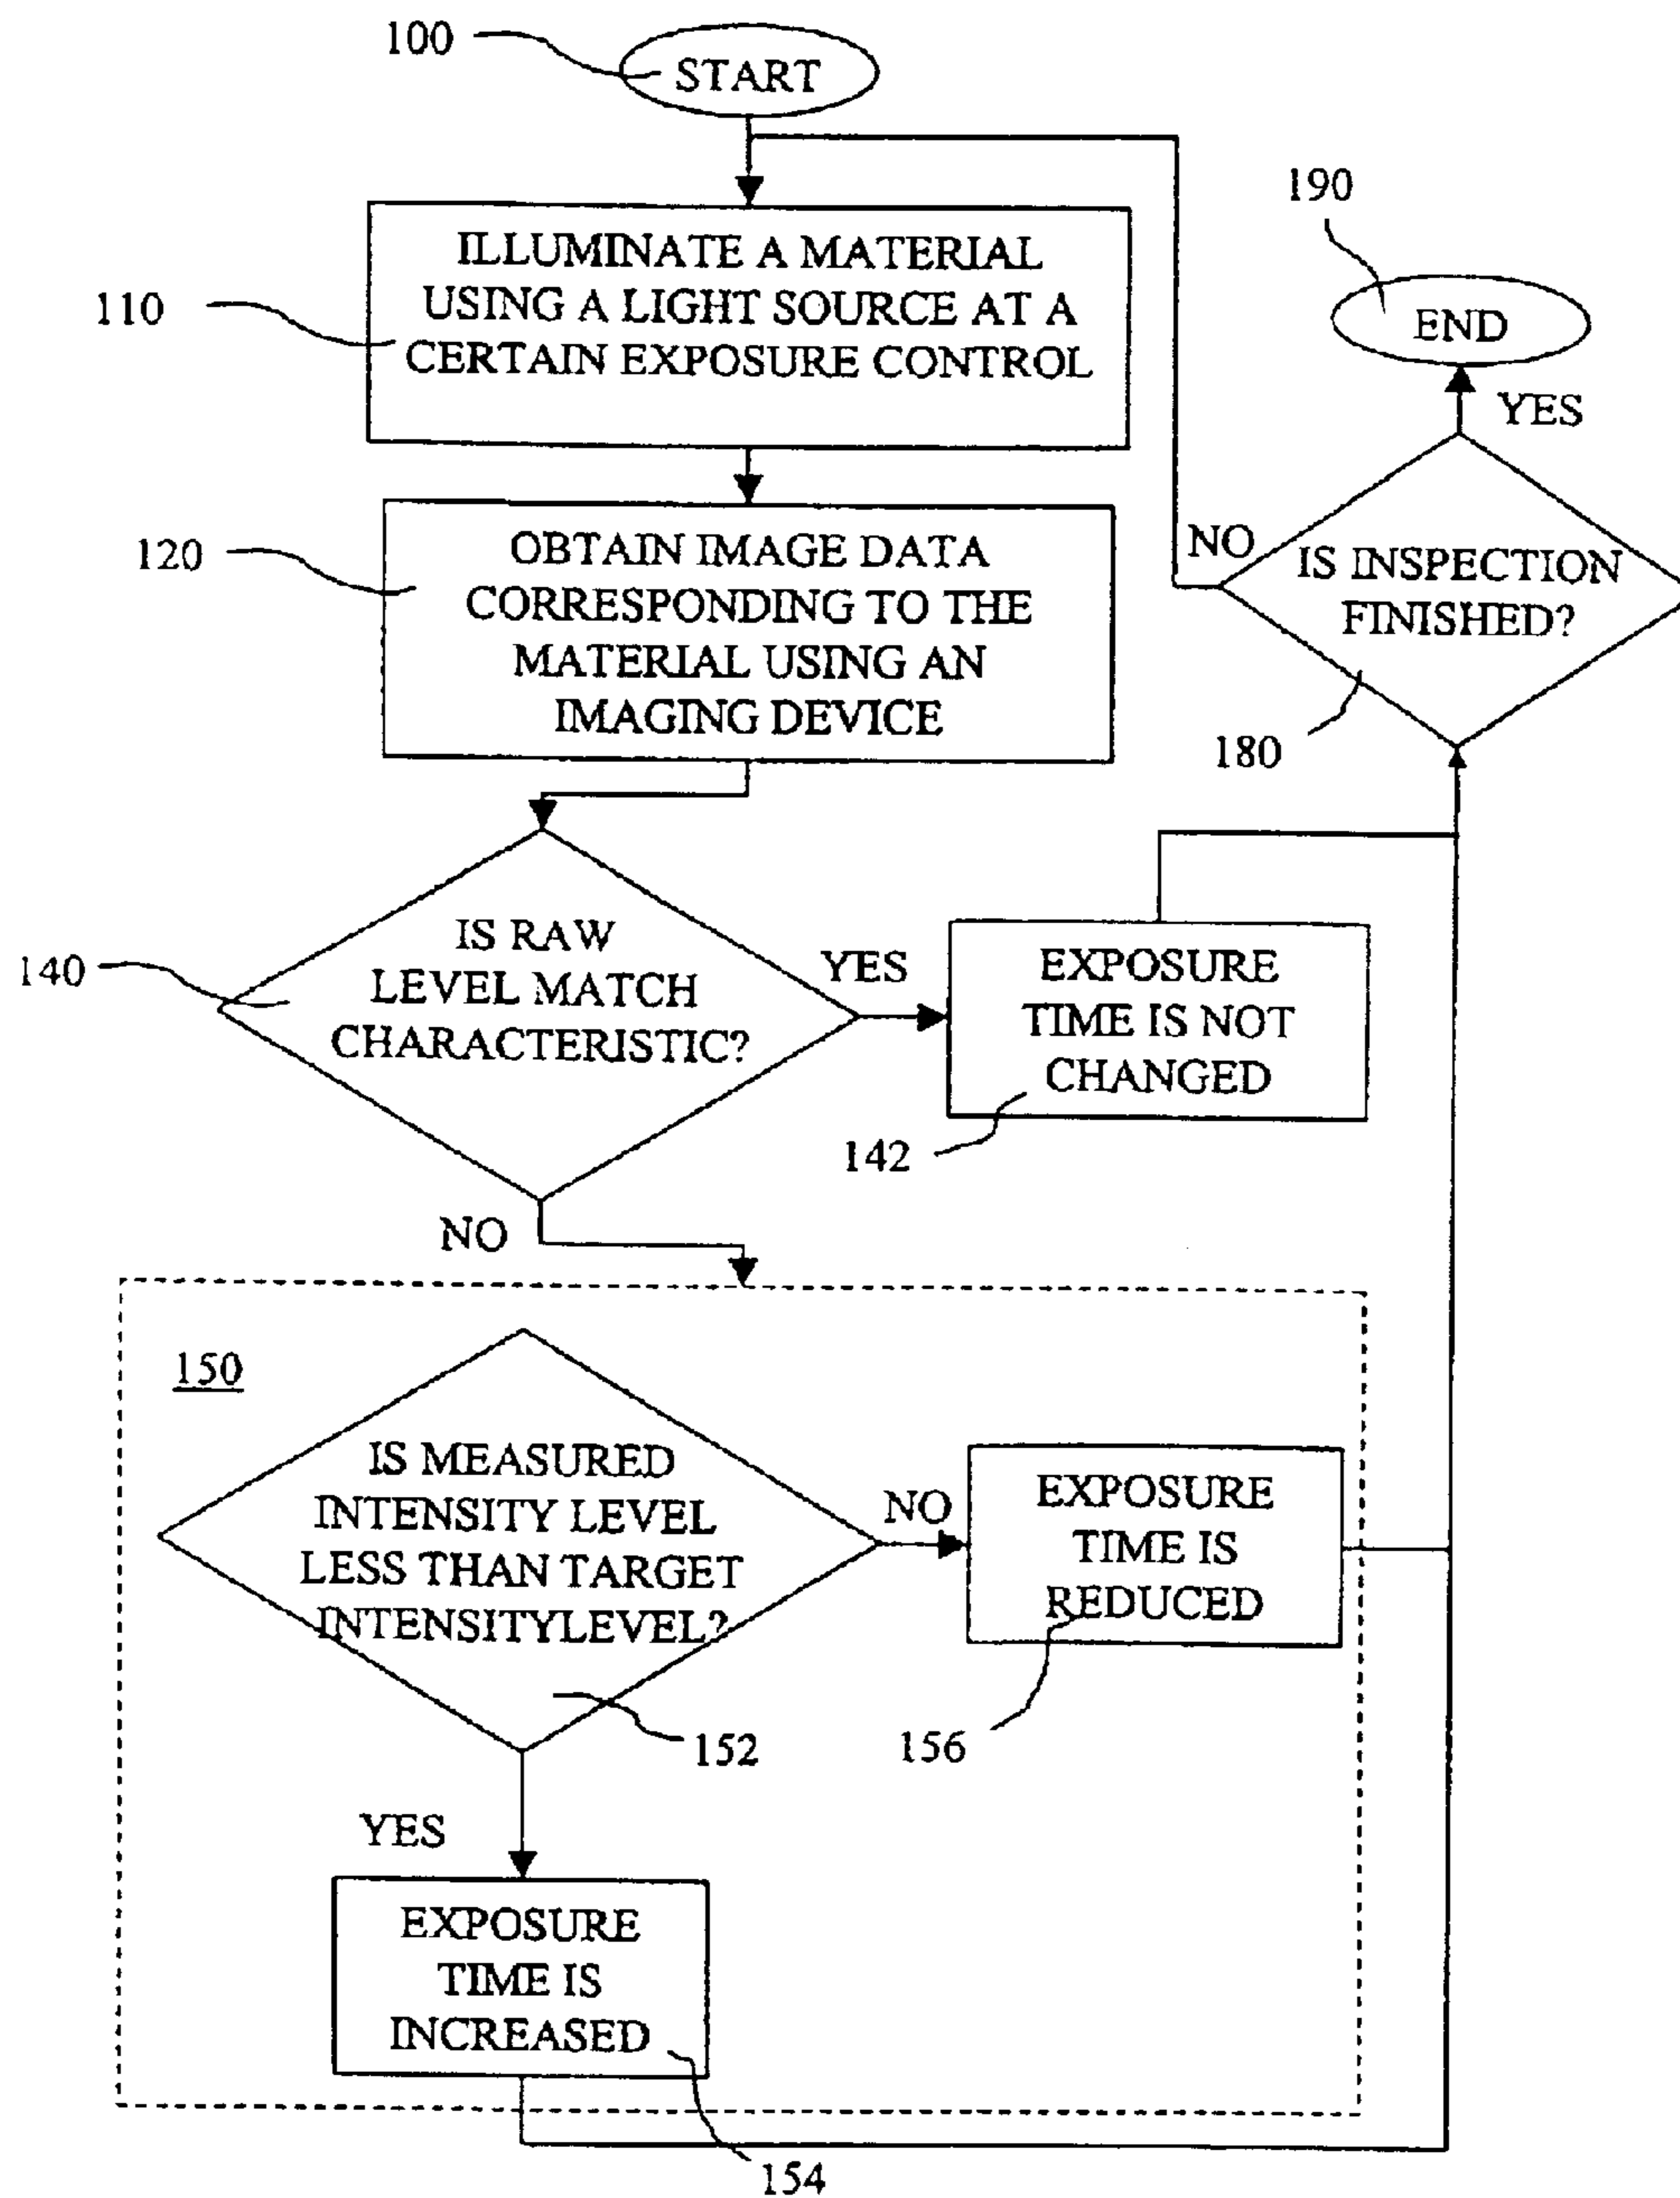 100
START
110
ILLUMINATE A MATERIAL
USING A LIGHT SOURCE AT A
CERTAIN EXPOSURE CONTROL
190
END
YES
120
OBTAIN IMAGE DATA
CORRESPONDING TO THE
MATERIAL USING AN
IMAGING DEVICE
NO
IS INSPECTION
FINISHED?
180
140
IS RAW
LEVEL MATCH
CHARACTERISTIC?
YES
EXPOSURE
TIME IS NOT
CHANGED
142
NO
150
IS MEASURED
INTENSITY LEVEL
LESS THAN TARGET
INTENSITYLEVEL?
152
NO
EXPOSURE
TIME IS
REDUCED
156
YES
EXPOSURE
TIME IS
INCREASED
154